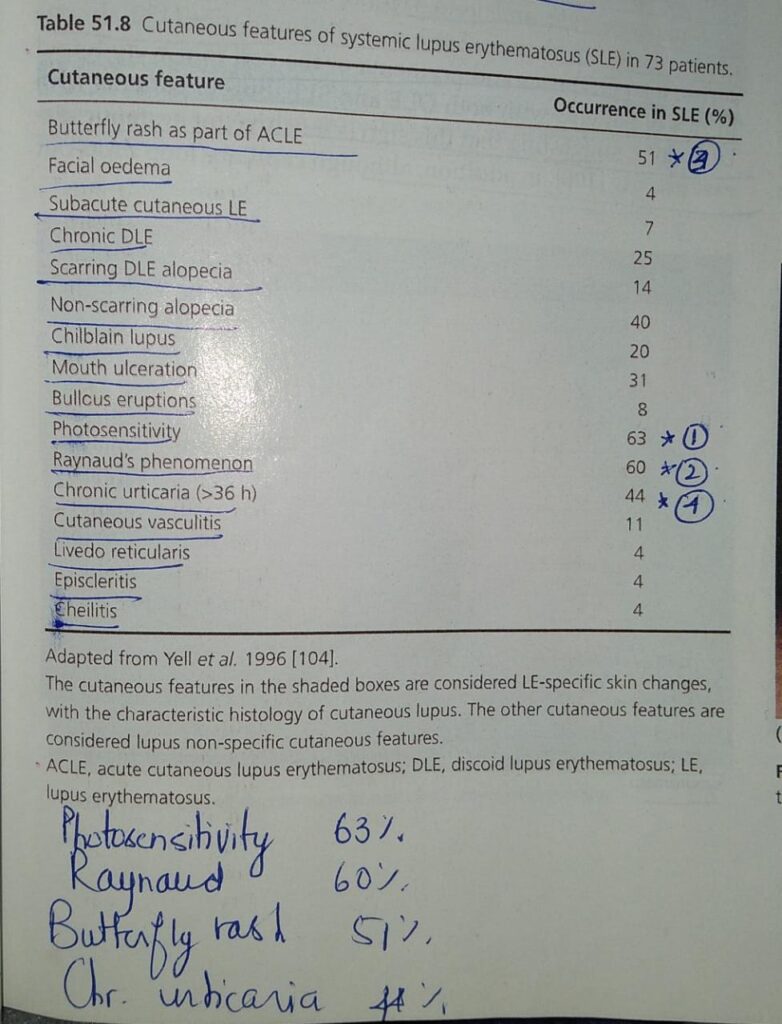 Table 51.8 Cutaneous features of systemic lupus erythematosus (SLE) in 73 patients.
Cutaneous feature Occurrence in SLE (%)
Butterfly rash as part of ACLE 51 * 3
Facial oedema 4
Subacute cutaneous LE 7
Chronic DLE 25
Scarring DLE alopecia 14
Non-scarring alopecia 40
Chilblain lupus 20
Mouth ulceration 31
Bullous eruptions 8
Photosensitivity 63 * 1
Raynaud's phenomenon 60 * 2
Chronic urticaria (>36 h) 44 * 4
Cutaneous vasculitis 11
Livedo reticularis 4
Episcleritis 4
Cheilitis 4
Adapted from Yell et al. 1996 [104].
The cutaneous features in the shaded boxes are considered LE-specific skin changes,
with the characteristic histology of cutaneous lupus. The other cutaneous features are
considered lupus non-specific cutaneous features.
ACLE, acute cutaneous lupus erythematosus; DLE, discoid lupus erythematosus; LE,
lupus erythematosus.
Photosensitivity 63%.
Raynaud 60%.
Butterfly rash 51%.
Chr. urticaria 44%.